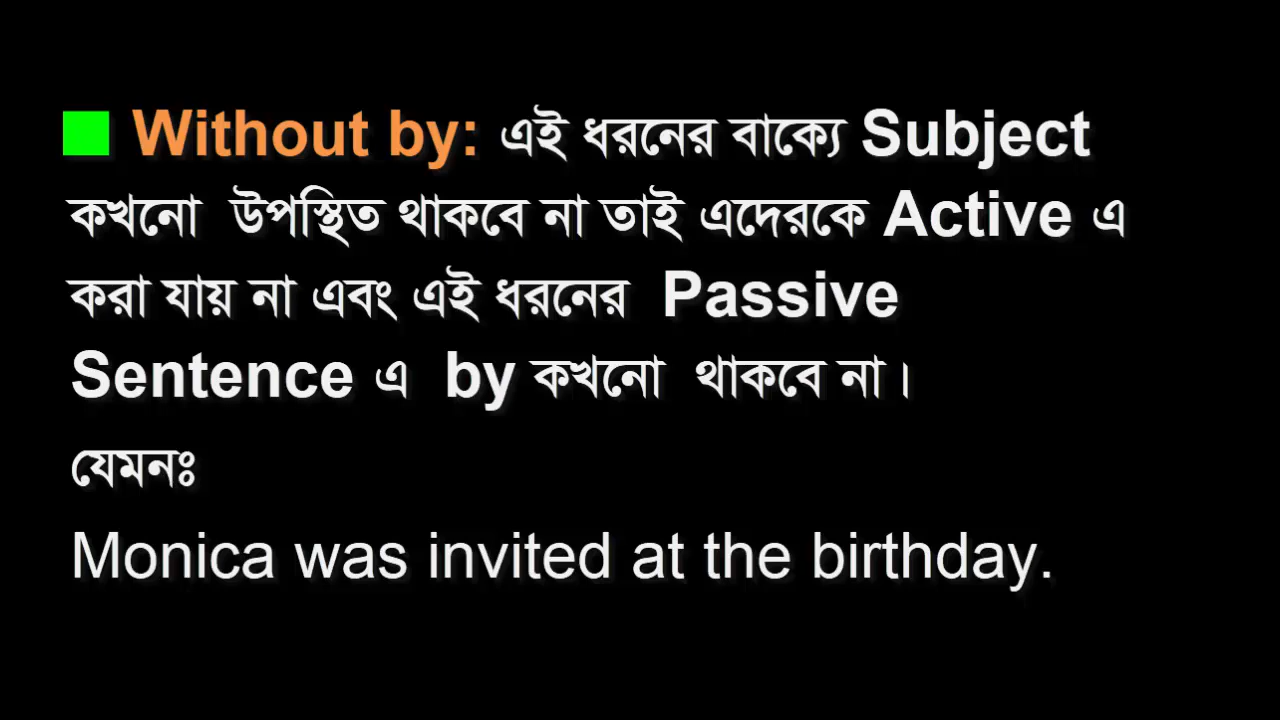 Without by: এই ধরনের বাক্যে Subject
কখনো উপস্থিত থাকবে না তাই এদেরকে Active এ
করা যায় না এবং এই ধরনের Passive
Sentence এ by কখনো থাকবে না।
যেমনঃ
Monica was invited at the birthday.